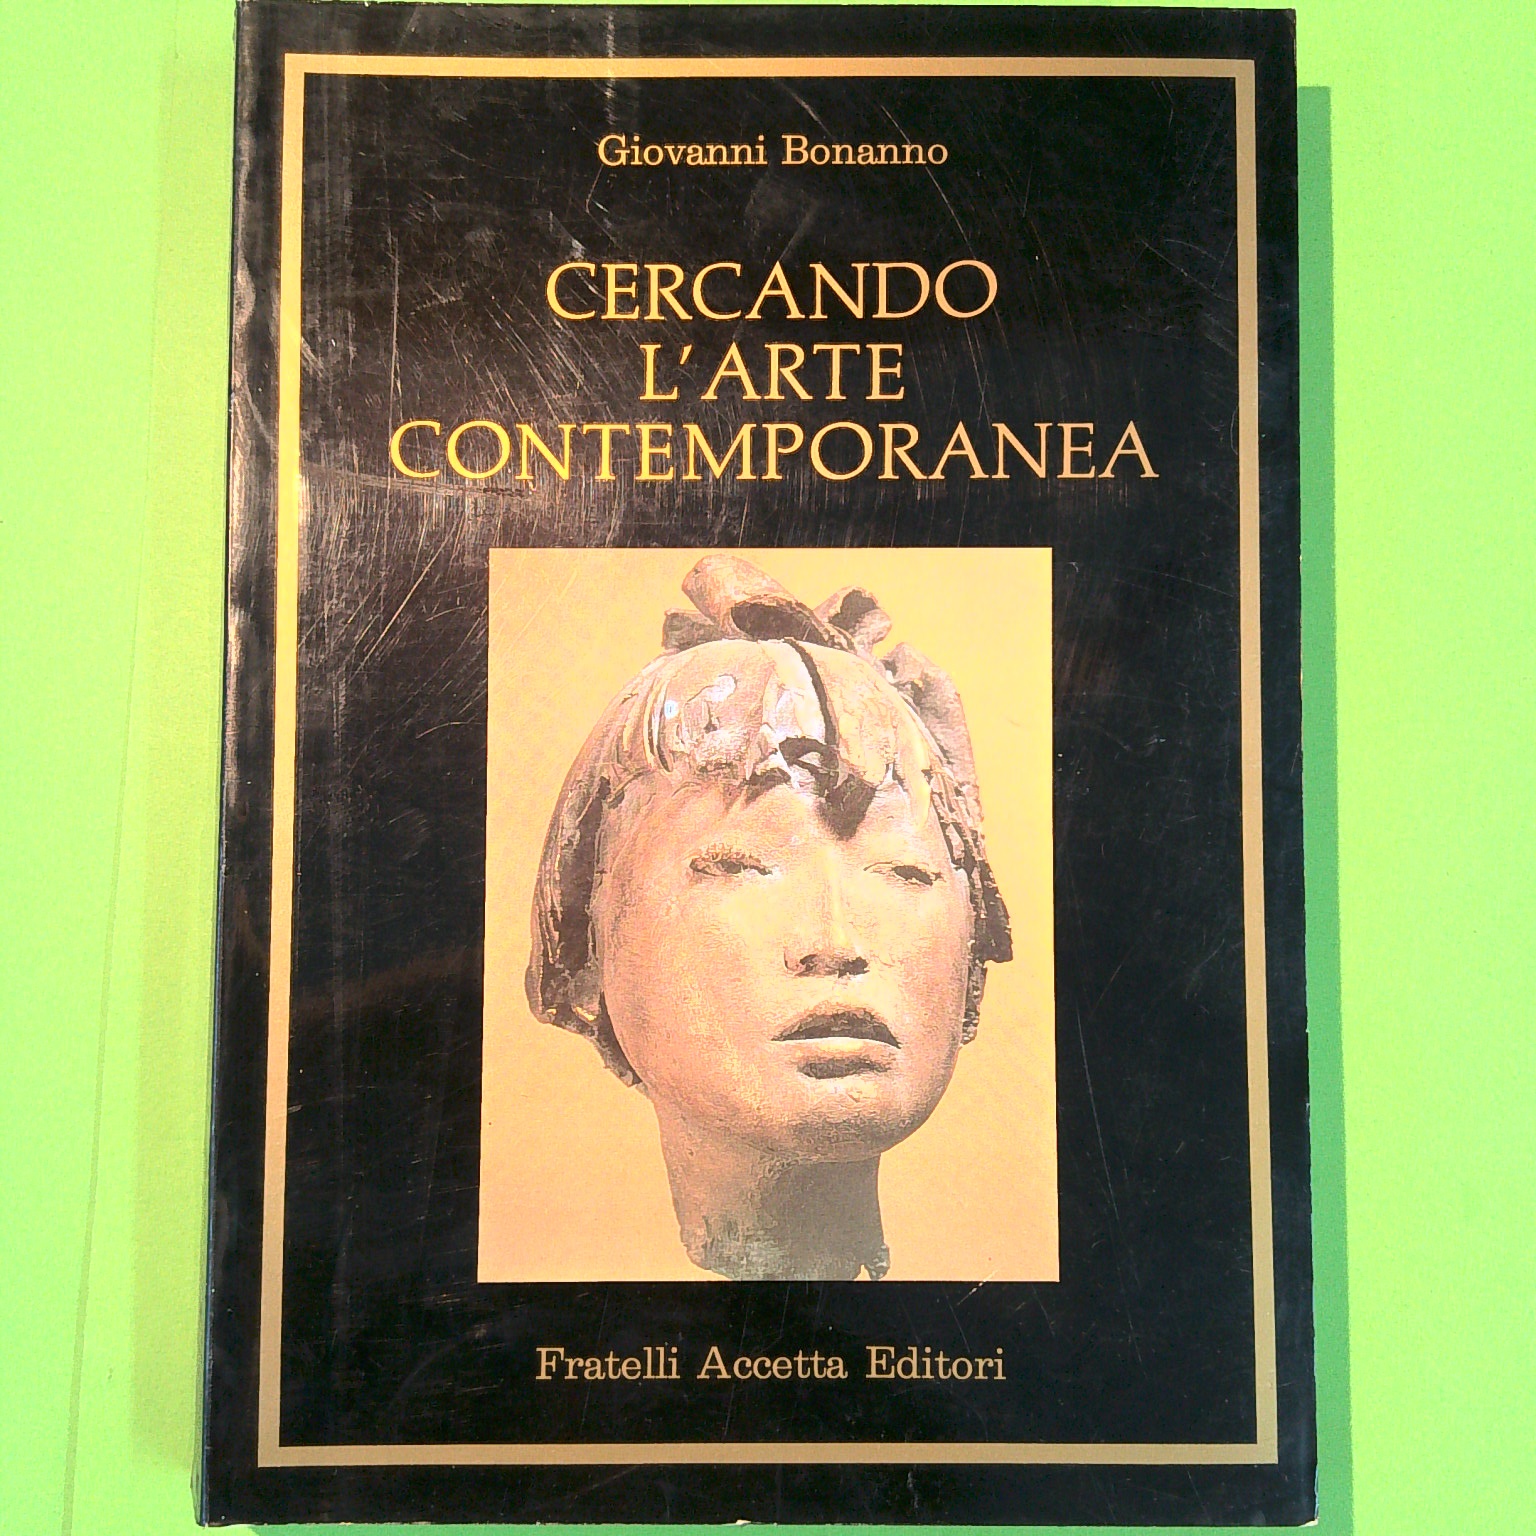 Giovanni Bonanno
CERCANDO
L'ARTE
CONTEMPORANEA
Fratelli Accetta Editori